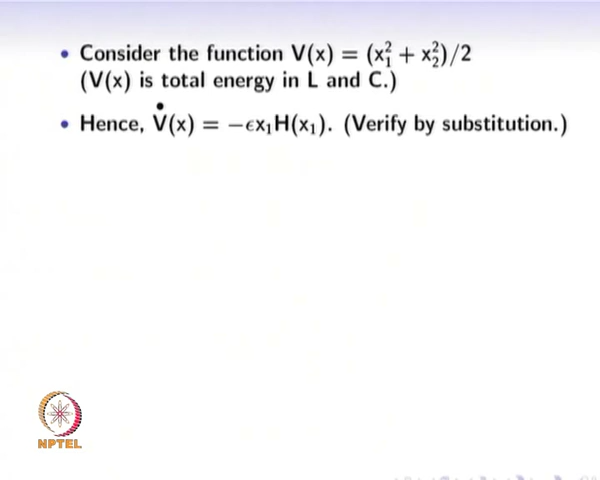 • Consider the function V(x) = (x₁² + x₂²)/2
(V(x) is total energy in L and C.)
• Hence, V̇(x) = −ϵx₁H(x₁). (Verify by substitution.)
NPTEL